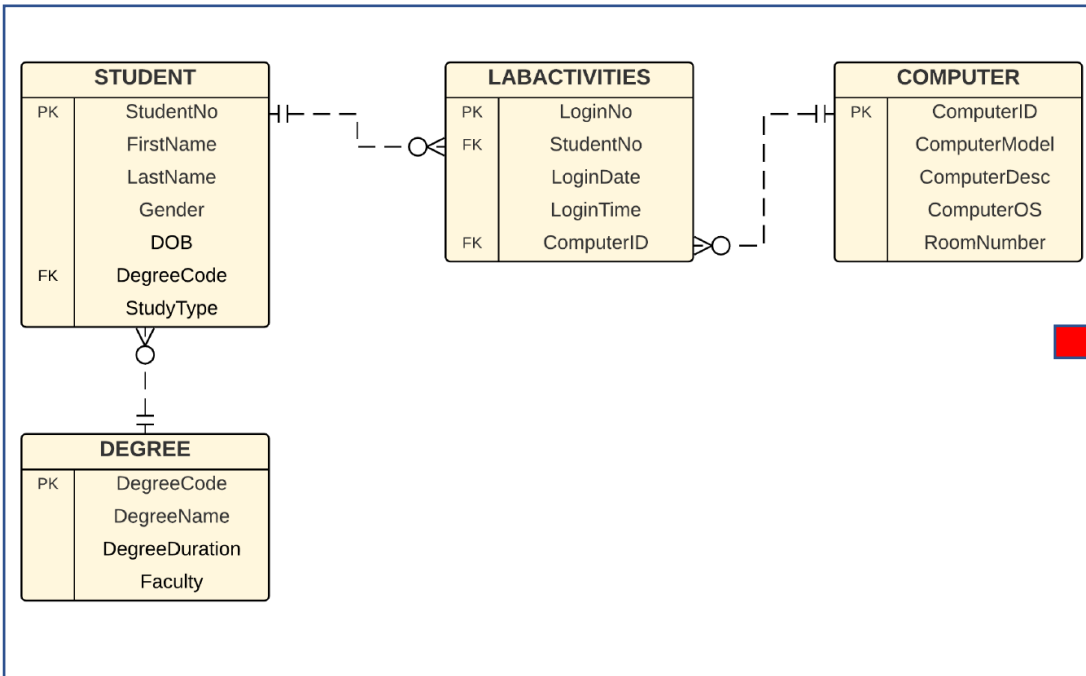 STUDENT
PK StudentNo
FirstName
LastName
Gender
DOB
FK DegreeCode
StudyType
LABACTIVITIES
PK LoginNo
FK StudentNo
LoginDate
LoginTime
FK ComputerID
COMPUTER
PK ComputerID
ComputerModel
ComputerDesc
ComputerOS
RoomNumber
DEGREE
PK DegreeCode
DegreeName
DegreeDuration
Faculty